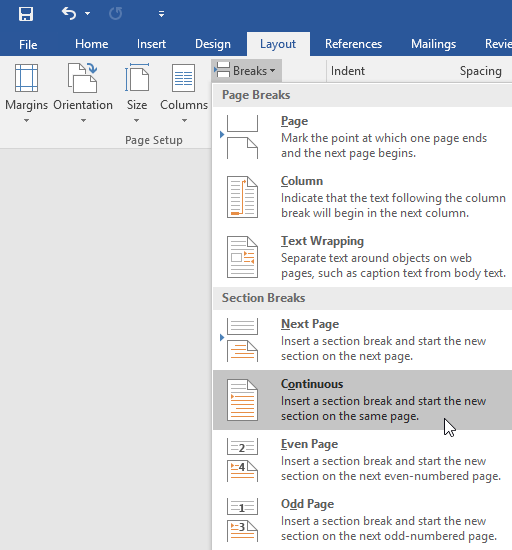 File Home Insert Design Layout References Mailings Revie
Margins Orientation Size Columns
Page Setup
Breaks
Indent Spacing
Page Breaks
Page
Mark the point at which one page ends
and the next page begins.
Column
Indicate that the text following the column
break will begin in the next column.
Text Wrapping
Separate text around objects on web
pages, such as caption text from body text.
Section Breaks
Next Page
Insert a section break and start the new
section on the next page.
Continuous
Insert a section break and start the new
section on the same page.
2
4
Even Page
Insert a section break and start the new
section on the next even-numbered page.
1
3
Odd Page
Insert a section break and start the new
section on the next odd-numbered page.